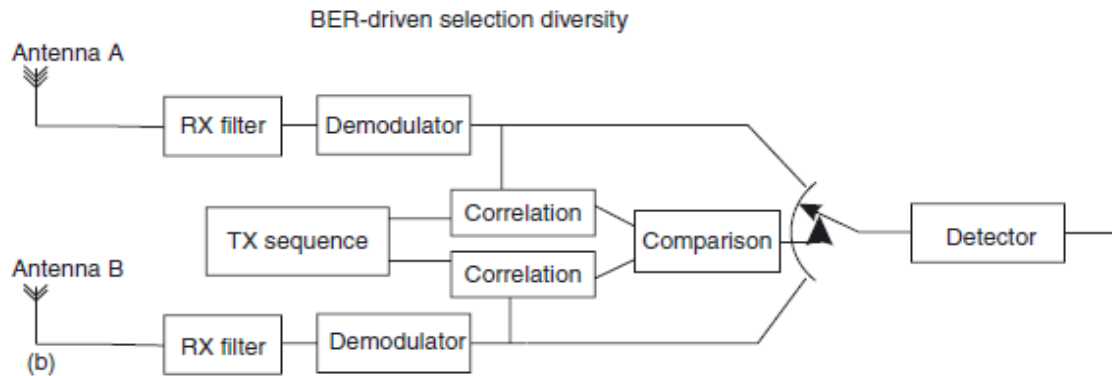 BER-driven selection diversity
Antenna A
RX filter
Demodulator
Correlation
TX sequence
Comparison
Detector
Correlation
Antenna B
RX filter
Demodulator
(b)